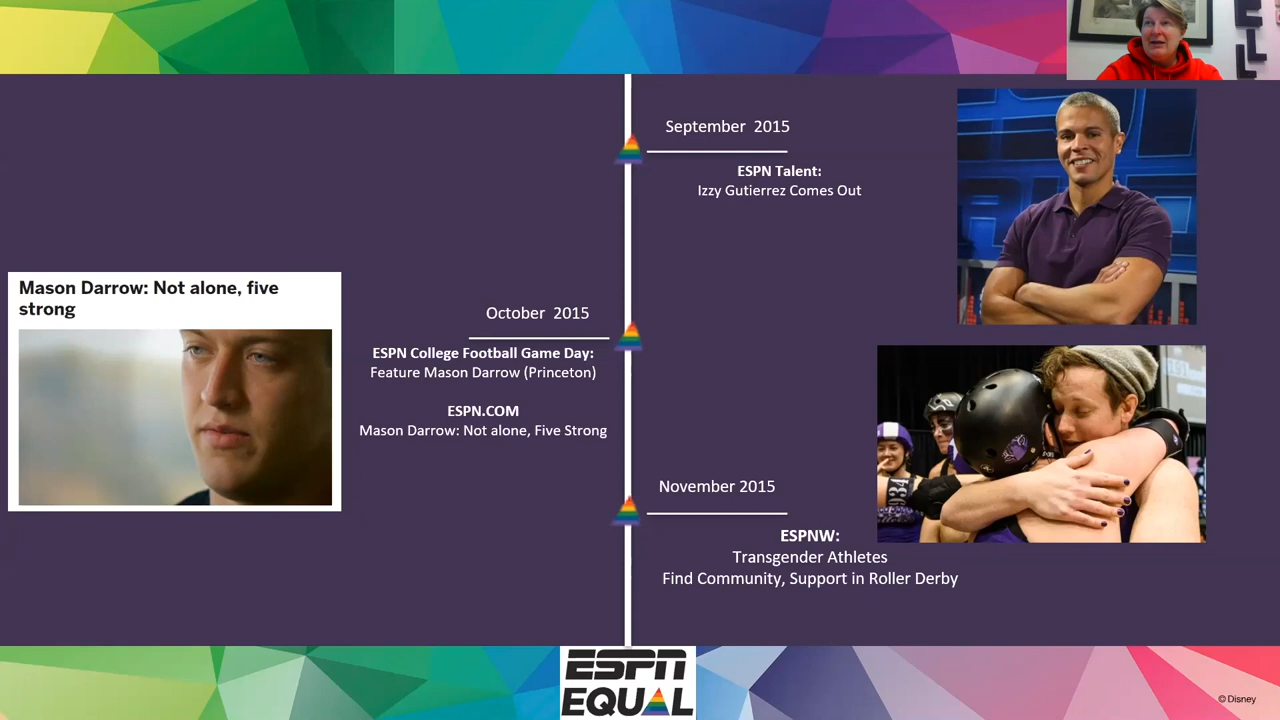 September 2015
ESPN Talent:
Izzy Gutierrez Comes Out
Mason Darrow: Not alone, five
strong
October 2015
ESPN College Football Game Day:
Feature Mason Darrow (Princeton)
ESPN.COM
Mason Darrow: Not alone, Five Strong
November 2015
ESPNW:
Transgender Athletes
Find Community, Support in Roller Derby
ESPN
EQUAL
© Disney